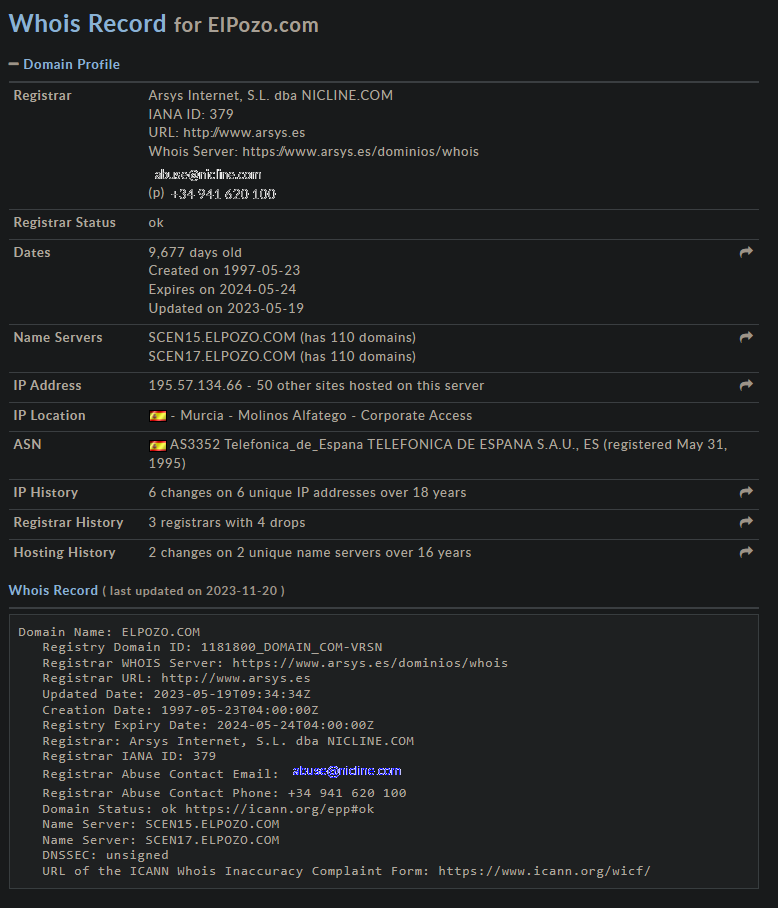 Whois Record for ElPozo.com
Domain Profile
Registrar
Arsys Internet, S.L. dba NICLINE.COM
IANA ID: 379
URL: http://www.arsys.es
Whois Server: https://www.arsys.es/dominios/whois
abuse@nicline.com
(p) +34 941 620 100
Registrar Status
ok
Dates
9,677 days old
Created on 1997-05-23
Expires on 2024-05-24
Updated on 2023-05-19
Name Servers
SCEN15.ELPOZO.COM (has 110 domains)
SCEN17.ELPOZO.COM (has 110 domains)
IP Address
195.57.134.66 - 50 other sites hosted on this server
IP Location
- Murcia - Molinos Alfatego - Corporate Access
ASN
AS3352 Telefonica_de_Espana TELEFONICA DE ESPANA S.A.U., ES (registered May 31,
1995)
IP History
6 changes on 6 unique IP addresses over 18 years
Registrar History
3 registrars with 4 drops
Hosting History
2 changes on 2 unique name servers over 16 years
Whois Record ( last updated on 2023-11-20 )
Domain Name: ELPOZO.COM
Registry Domain ID: 1181800_DOMAIN_COM-VRSN
Registrar WHOIS Server: https://www.arsys.es/dominios/whois
Registrar URL: http://www.arsys.es
Updated Date: 2023-05-19T09:34:34Z
Creation Date: 1997-05-23T04:00:00Z
Registry Expiry Date: 2024-05-24T04:00:00Z
Registrar: Arsys Internet, S.L. dba NICLINE.COM
Registrar IANA ID: 379
Registrar Abuse Contact Email: abuse@nicline.com
Registrar Abuse Contact Phone: +34 941 620 100
Domain Status: ok https://icann.org/epp#ok
Name Server: SCEN15.ELPOZO.COM
Name Server: SCEN17.ELPOZO.COM
DNSSEC: unsigned
URL of the ICANN Whois Inaccuracy Complaint Form: https://www.icann.org/wicf/